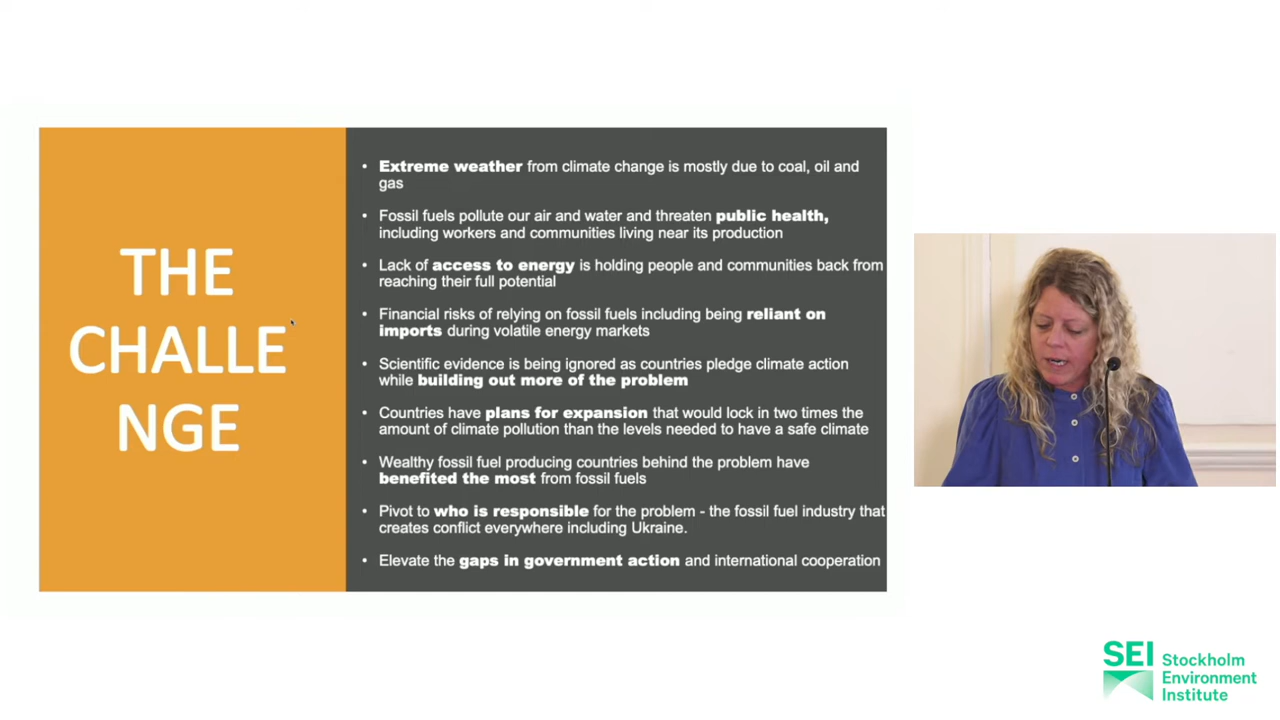 THE
CHALLE
NGE
• Extreme weather from climate change is mostly due to coal, oil and
gas
• Fossil fuels pollute our air and water and threaten public health,
including workers and communities living near its production
• Lack of access to energy is holding people and communities back from
reaching their full potential
• Financial risks of relying on fossil fuels including being reliant on
imports during volatile energy markets
• Scientific evidence is being ignored as countries pledge climate action
while building out more of the problem
• Countries have plans for expansion that would lock in two times the
amount of climate pollution than the levels needed to have a safe climate
• Wealthy fossil fuel producing countries behind the problem have
benefited the most from fossil fuels
• Pivot to who is responsible for the problem - the fossil fuel industry that
creates conflict everywhere including Ukraine.
• Elevate the gaps in government action and international cooperation
SEI Stockholm
Environment
Institute